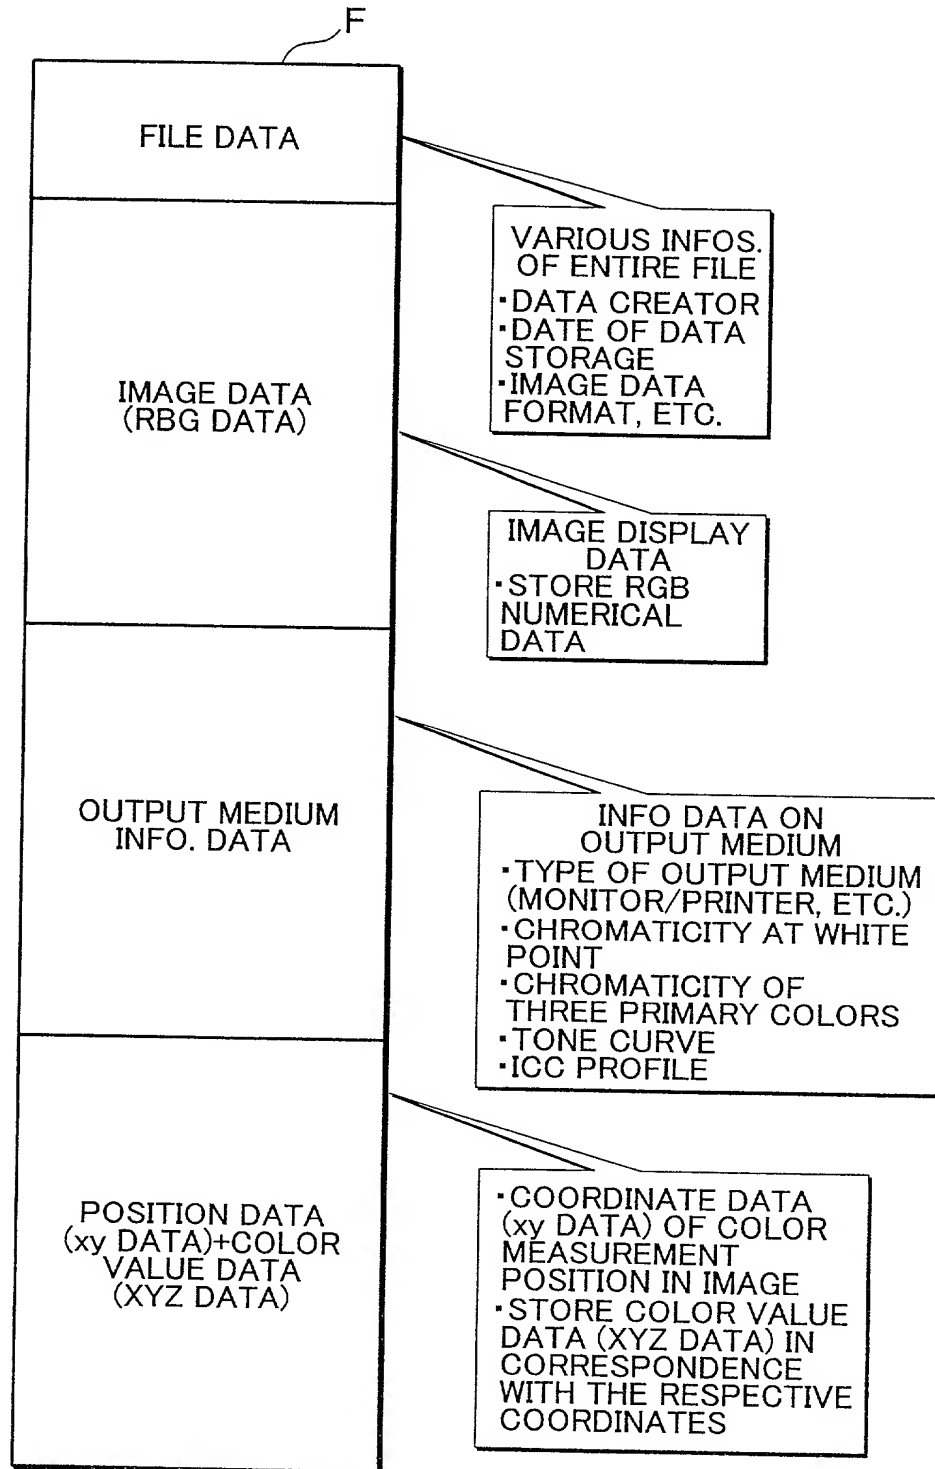 F
FILE DATA
VARIOUS INFOS.
OF ENTIRE FILE
・DATA CREATOR
・DATE OF DATA
STORAGE
・IMAGE DATA
FORMAT, ETC.
IMAGE DATA
(RBG DATA)
IMAGE DISPLAY
DATA
・STORE RGB
NUMERICAL
DATA
OUTPUT MEDIUM
INFO. DATA
INFO DATA ON
OUTPUT MEDIUM
・TYPE OF OUTPUT MEDIUM
(MONITOR/PRINTER, ETC.)
・CHROMATICITY AT WHITE
POINT
・CHROMATICITY OF
THREE PRIMARY COLORS
・TONE CURVE
・ICC PROFILE
POSITION DATA
(xy DATA)+COLOR
VALUE DATA
(XYZ DATA)
・COORDINATE DATA
(xy DATA) OF COLOR
MEASUREMENT
POSITION IN IMAGE
・STORE COLOR VALUE
DATA (XYZ DATA) IN
CORRESPONDENCE
WITH THE RESPECTIVE
COORDINATES